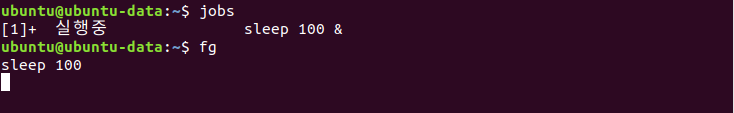 ubuntu@ubuntu-data:~$ jobs
[1]+  실행중                  sleep 100 &
ubuntu@ubuntu-data:~$ fg
sleep 100